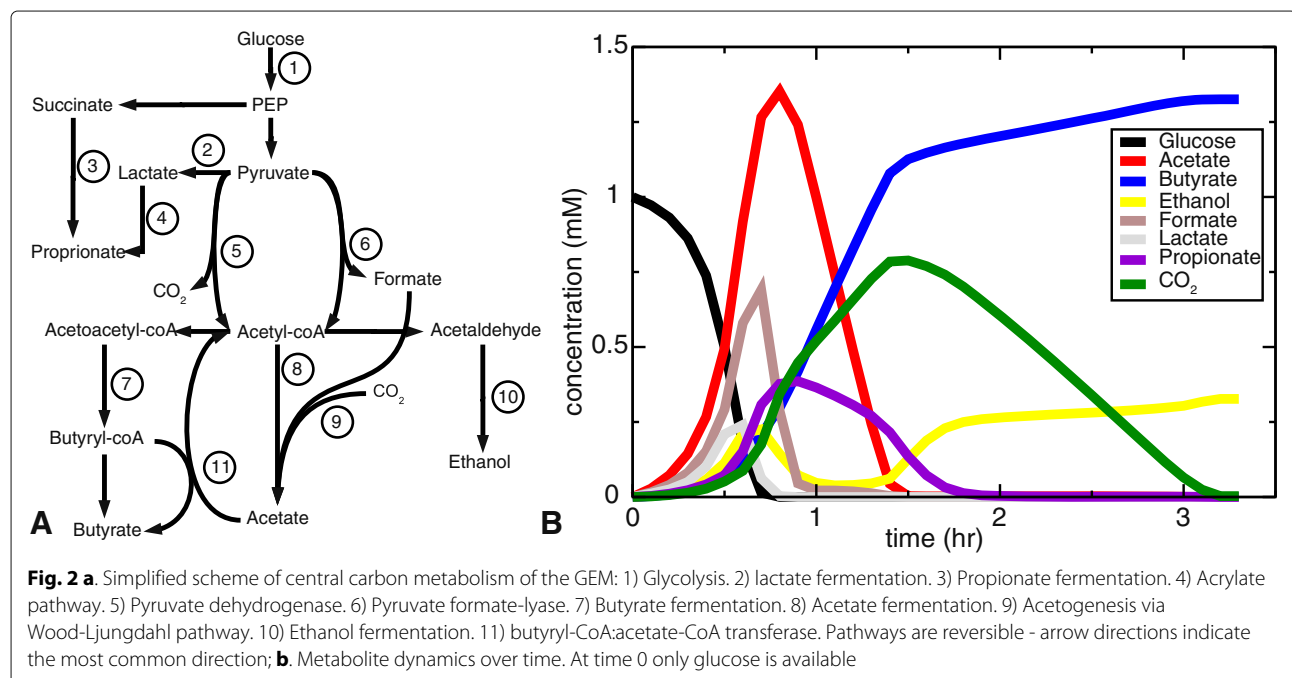 Glucose
1
Succinate
PEP
3
2
Lactate
Pyruvate
4
Proprionate
5
6
CO2
Formate
Acetoacetyl-coA
Acetyl-coA
Acetaldehyde
7
8
CO2
9
10
Butyryl-coA
11
Ethanol
Butyrate
Acetate
A
1.5
1
0.5
0
concentration (mM)
Glucose
Acetate
Butyrate
Ethanol
Formate
Lactate
Propionate
CO2
0
1
2
3
time (hr)
B
Fig. 2 a. Simplified scheme of central carbon metabolism of the GEM: 1) Glycolysis. 2) lactate fermentation. 3) Propionate fermentation. 4) Acrylate
pathway. 5) Pyruvate dehydrogenase. 6) Pyruvate formate-lyase. 7) Butyrate fermentation. 8) Acetate fermentation. 9) Acetogenesis via
Wood-Ljungdahl pathway. 10) Ethanol fermentation. 11) butyryl-CoA:acetate-CoA transferase. Pathways are reversible - arrow directions indicate
the most common direction; b. Metabolite dynamics over time. At time 0 only glucose is available